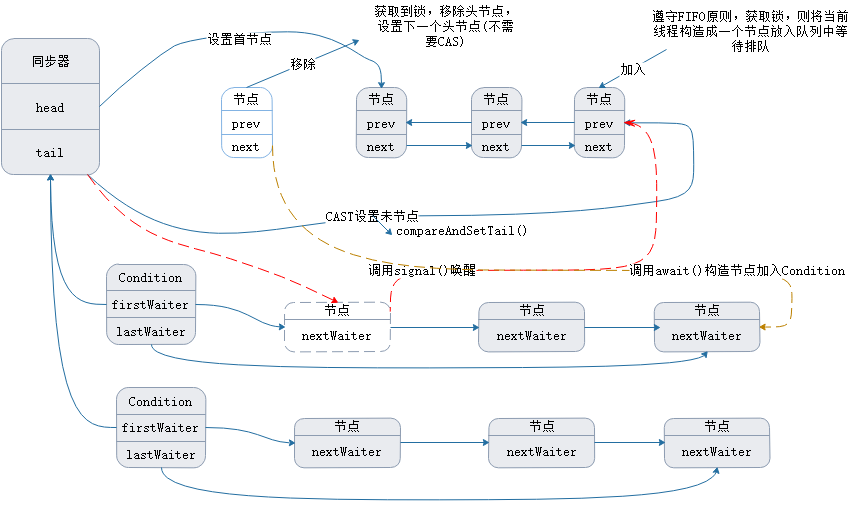 获取到锁，移除头节点，
设置下一个头节点(不需
要CAS)
遵守FIFO原则，获取锁，则将当前
线程构造成一个节点放入队列中等
待排队
设置首节点
移除
加入
同步器
head
tail
节点
prev
next
节点
prev
next
节点
prev
next
节点
prev
next
CAST设置未节点
compareAndSetTail()
调用signal()唤醒
调用await()构造节点加入Condition
Condition
firstWaiter
lastWaiter
节点
nextWaiter
节点
nextWaiter
节点
nextWaiter
Condition
firstWaiter
lastWaiter
节点
nextWaiter
节点
nextWaiter
节点
nextWaiter